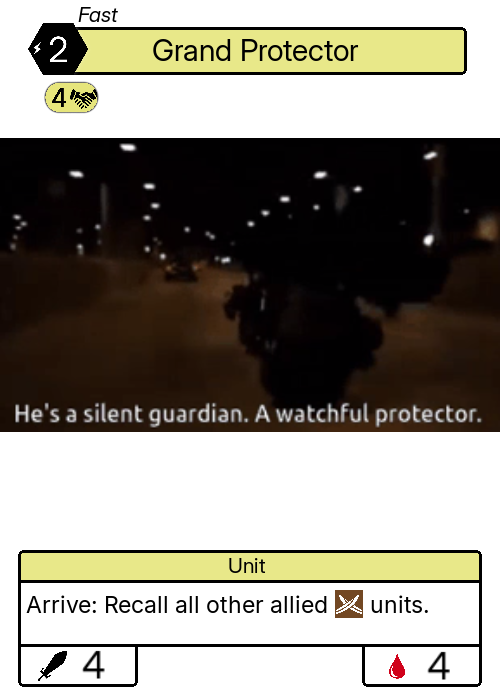 Fast
2
Grand Protector
4
He's a silent guardian. A watchful protector.
Unit
Arrive: Recall all other allied units.
4
4